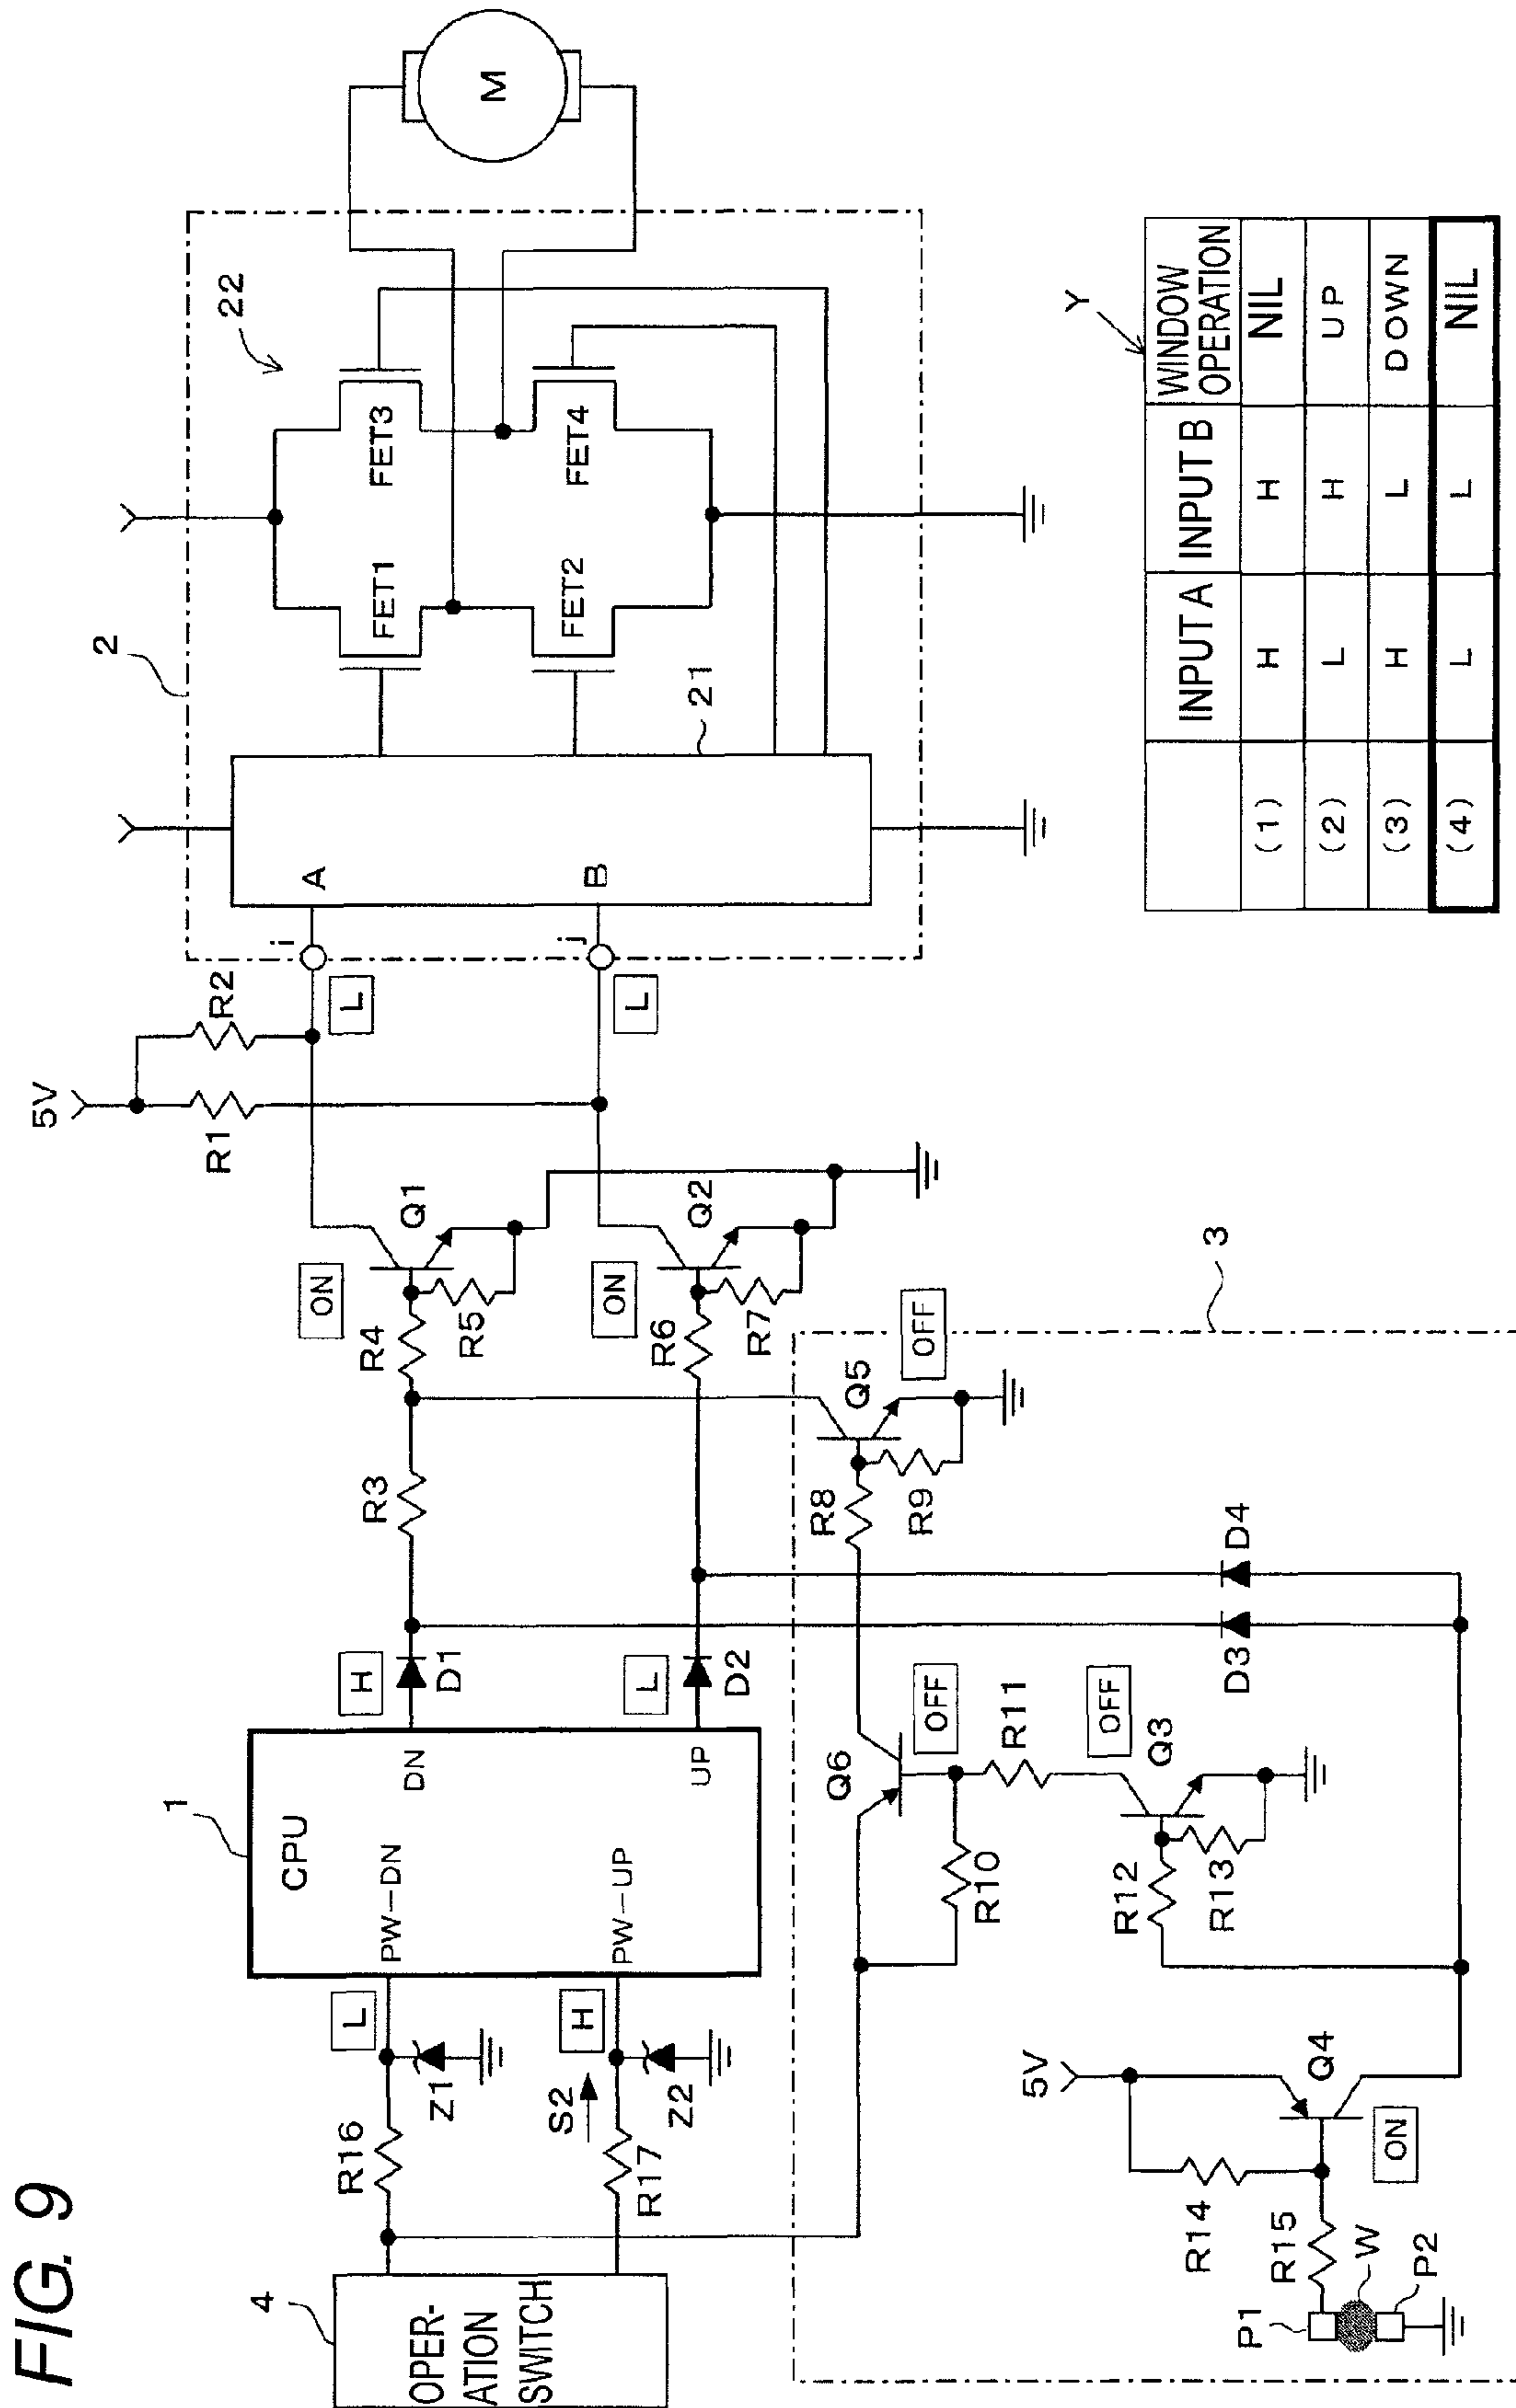 FIG. 9
4
OPER-
ATION
SWITCH
R16
R17
S2
Z1
Z2
L
H
1
CPU
PW-DN
PW-UP
DN
UP
H
L
D1
D2
R3
R4
R5
R6
R7
ON
ON
Q1
Q2
5V
R1
R2
L
L
i
j
2
A
B
21
22
FET1
FET2
FET3
FET4
M
3
P1
P2
W
R15
R14
5V
Q4
ON
R12
R13
Q3
OFF
R10
R11
Q6
OFF
D3
D4
R8
R9
Q5
OFF
Y
INPUT A INPUT B WINDOW
OPERATION
(1) H H NIL
(2) L H UP
(3) H L DOWN
(4) L L NIL